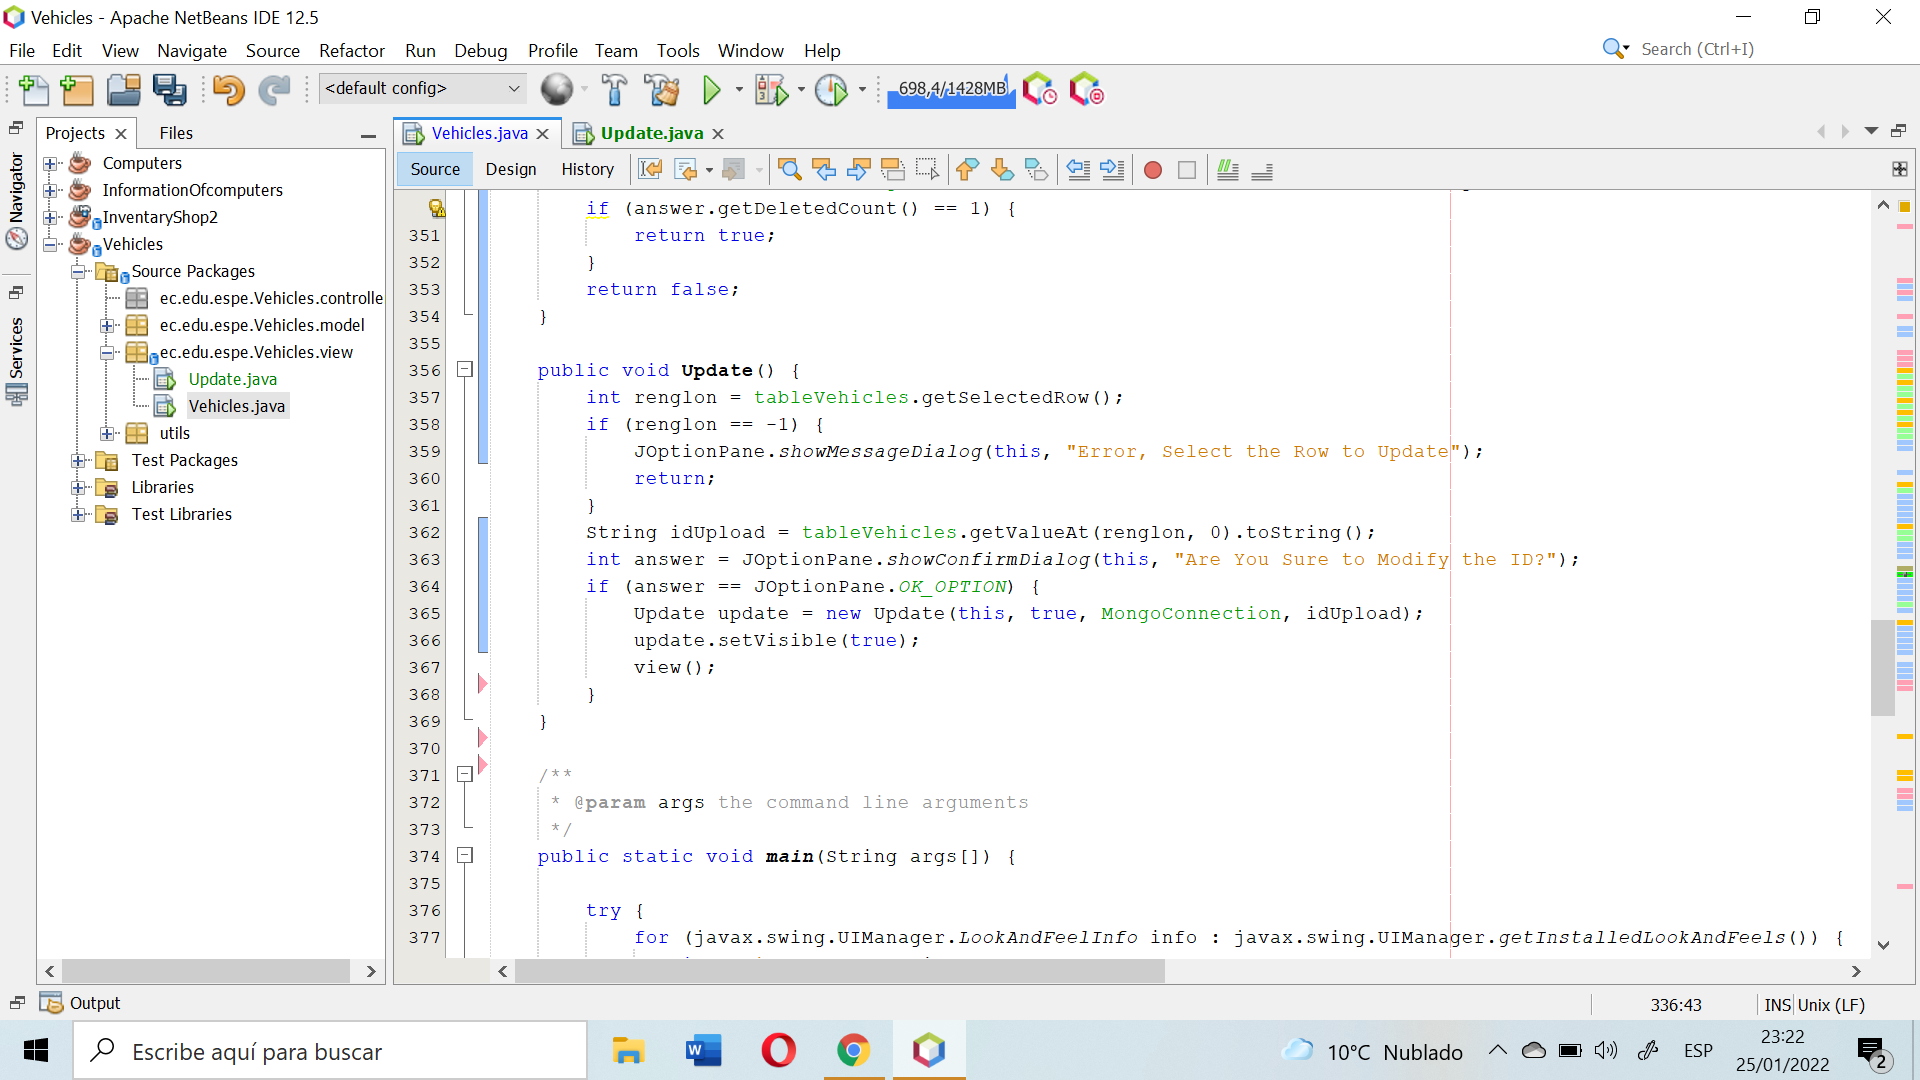 Vehicles - Apache NetBeans IDE 12.5
File Edit View Navigate Source Refactor Run Debug Profile Team Tools Window Help
Search (Ctrl+I)
<default config>
698,4/1428MB
Projects Files
Navigator
Services
Computers
InformationOfcomputers
InventaryShop2
Vehicles
Source Packages
ec.edu.espe.Vehicles.controlle
ec.edu.espe.Vehicles.model
ec.edu.espe.Vehicles.view
Update.java
Vehicles.java
utils
Test Packages
Libraries
Test Libraries
Vehicles.java Update.java
Source Design History
if (answer.getDeletedCount() == 1) {
351 return true;
352 }
353 return false;
354 }
355
356 public void Update() {
357 int renglon = tableVehicles.getSelectedRow();
358 if (renglon == -1) {
359 JOptionPane.showMessageDialog(this, "Error, Select the Row to Update");
360 return;
361 }
362 String idUpload = tableVehicles.getValueAt(renglon, 0).toString();
363 int answer = JOptionPane.showConfirmDialog(this, "Are You Sure to Modify the ID?");
364 if (answer == JOptionPane.OK_OPTION) {
365 Update update = new Update(this, true, MongoConnection, idUpload);
366 update.setVisible(true);
367 view();
368 }
369 }
370
371 /**
372 * @param args the command line arguments
373 */
374 public static void main(String args[]) {
375
376 try {
377 for (javax.swing.UIManager.LookAndFeelInfo info : javax.swing.UIManager.getInstalledLookAndFeels()) {
Output
336:43 INS Unix (LF)
Escribe aquí para buscar
10°C Nublado
ESP
23:22
25/01/2022
2